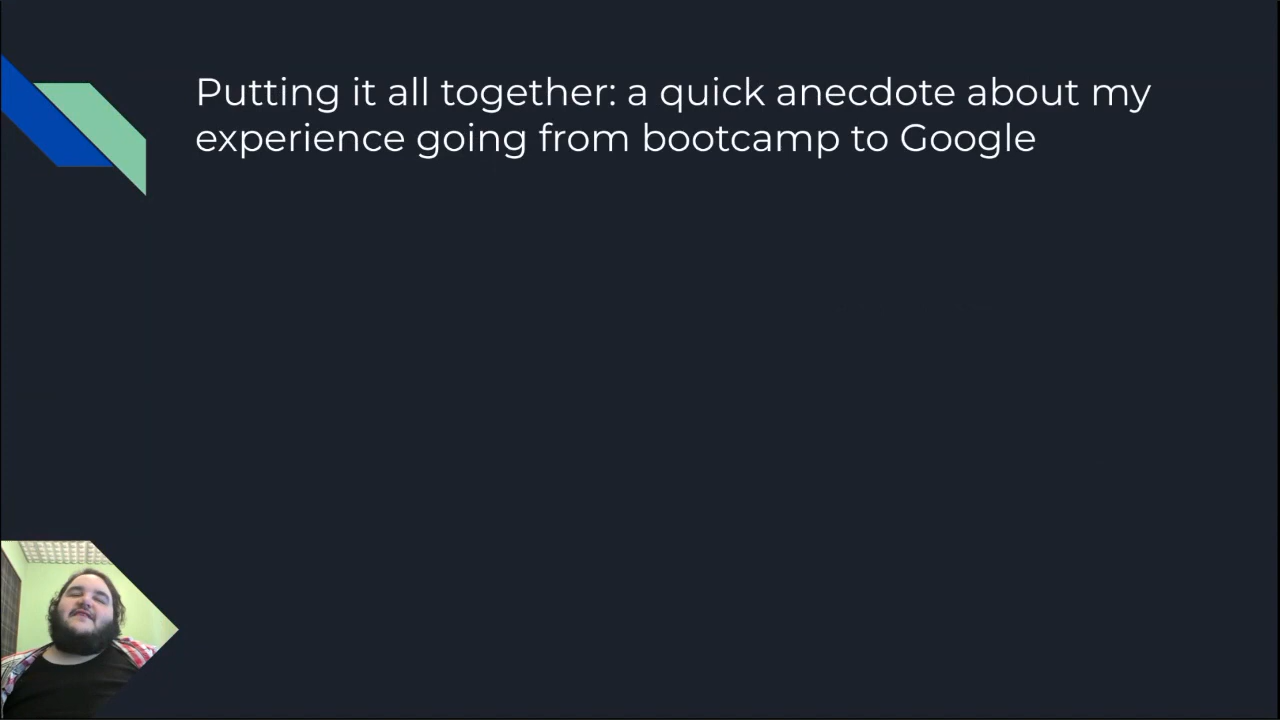 Putting it all together: a quick anecdote about my
experience going from bootcamp to Google